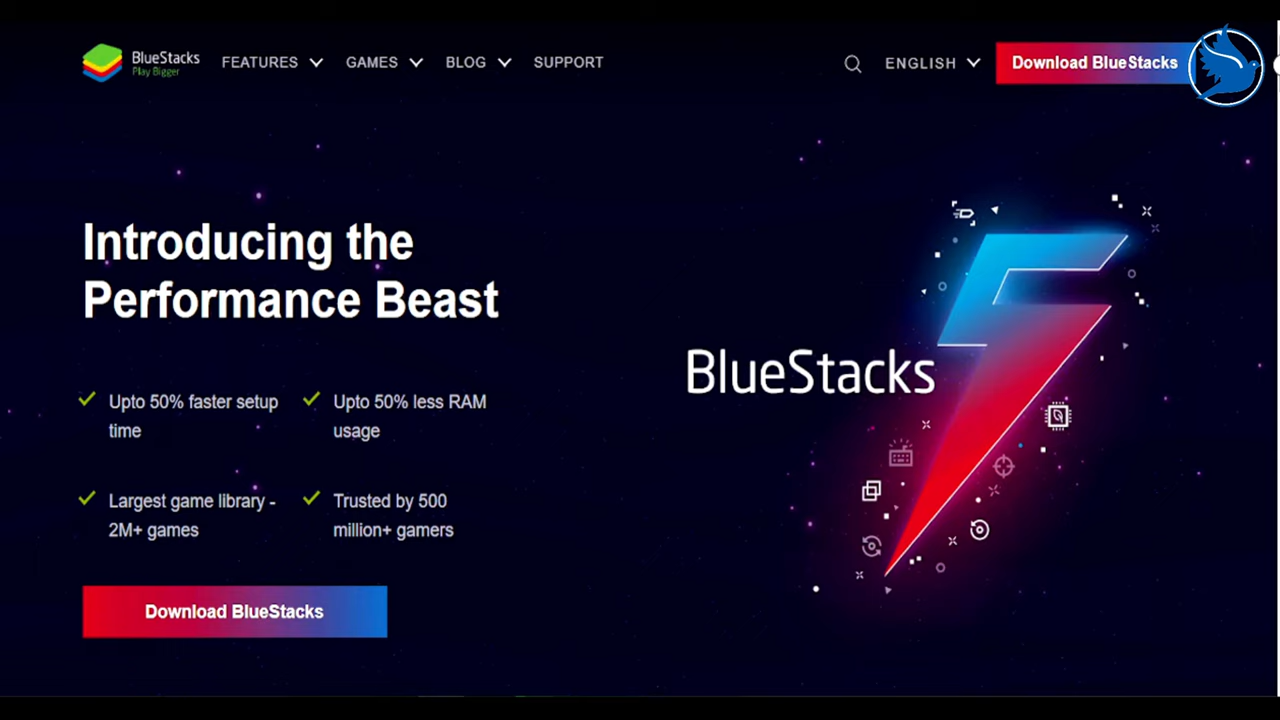 BlueStacks
Play Bigger
FEATURES
GAMES
BLOG
SUPPORT
ENGLISH
Download BlueStacks
Introducing the
Performance Beast
Upto 50% faster setup
time
Upto 50% less RAM
usage
Largest game library -
2M+ games
Trusted by 500
million+ gamers
Download BlueStacks
BlueStacks 5